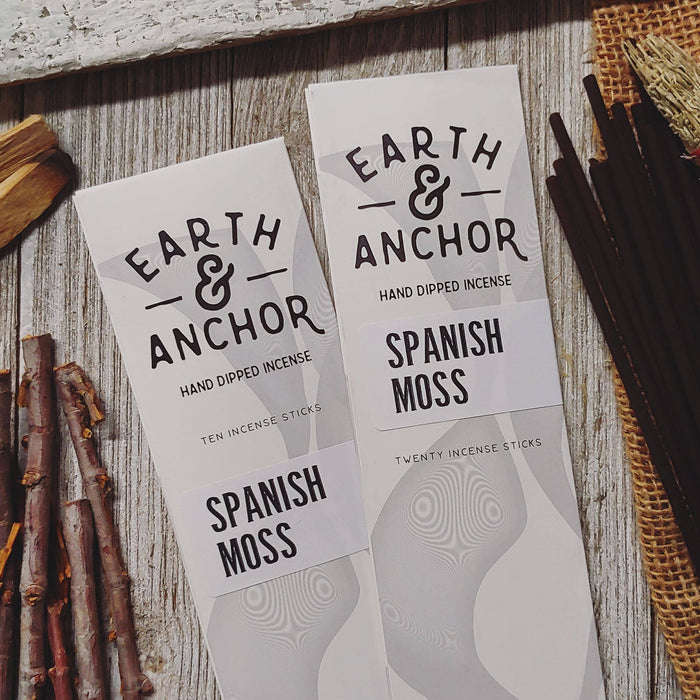 EARTH
&
ANCHOR
HAND DIPPED INCENSE
TEN INCENSE STICKS
SPANISH
MOSS
EARTH
&
ANCHOR
HAND DIPPED INCENSE
SPANISH
MOSS
TWENTY INCENSE STICKS